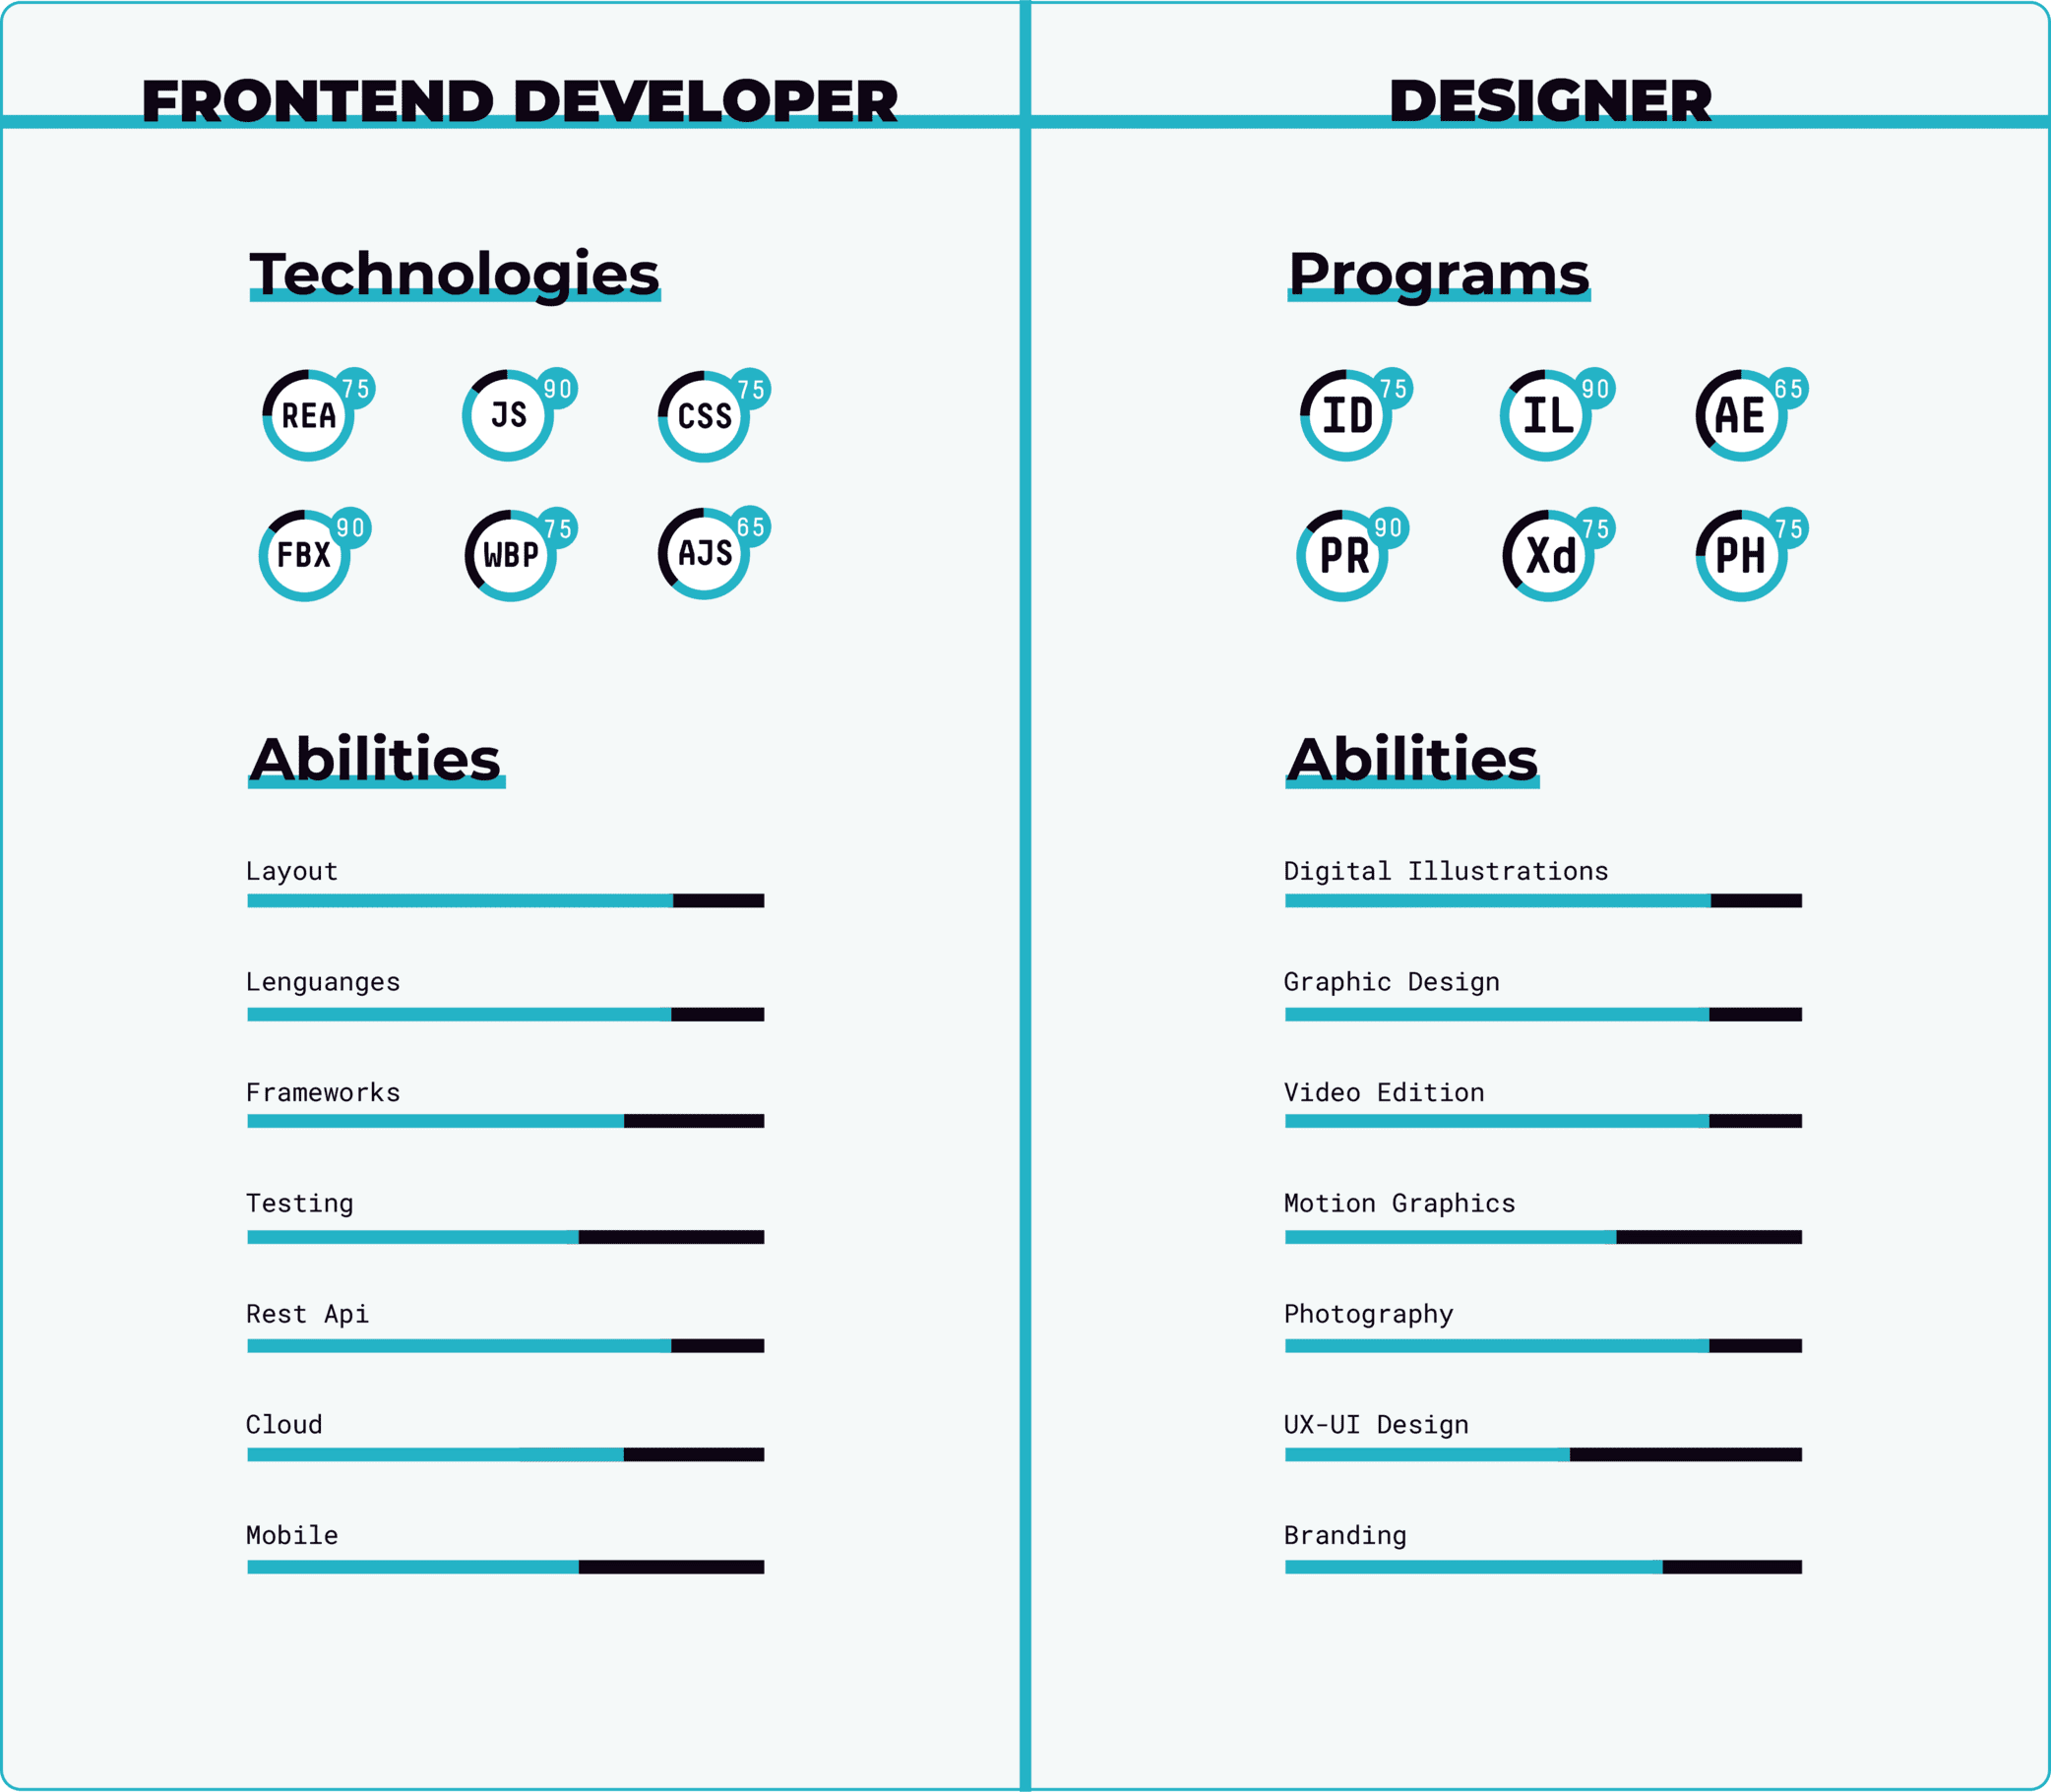 FRONTEND DEVELOPER
Technologies
REA 75
JS 90
CSS 75
FBX 90
WBP 75
AJS 65
Abilities
Layout
Lenguanges
Frameworks
Testing
Rest Api
Cloud
Mobile
DESIGNER
Programs
ID 75
IL 90
AE 65
PR 90
Xd 75
PH 75
Abilities
Digital Illustrations
Graphic Design
Video Edition
Motion Graphics
Photography
UX-UI Design
Branding